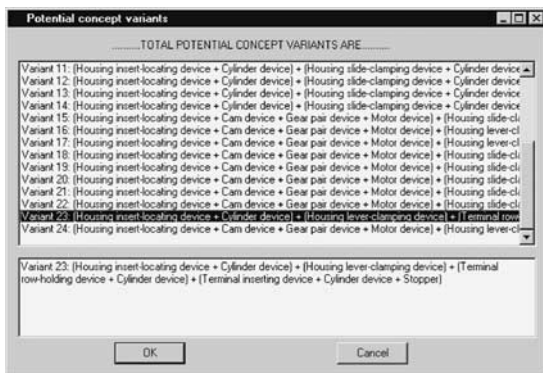 Potential concept variants
..........TOTAL POTENTIAL CONCEPT VARIANTS ARE..........
Variant 11: (Housing insert-locating device + Cylinder device) + (Housing slide-clamping device + Cylinder device
Variant 12: (Housing insert-locating device + Cylinder device) + (Housing slide-clamping device + Cylinder device
Variant 13: (Housing insert-locating device + Cylinder device) + (Housing slide-clamping device + Cylinder device
Variant 14: (Housing insert-locating device + Cylinder device) + (Housing slide-clamping device + Cylinder device
Variant 15: (Housing insert-locating device + Cam device + Gear pair device + Motor device) + (Housing slide-cl
Variant 16: (Housing insert-locating device + Cam device + Gear pair device + Motor device) + (Housing lever-cl
Variant 17: (Housing insert-locating device + Cam device + Gear pair device + Motor device) + (Housing lever-cl
Variant 18: (Housing insert-locating device + Cam device + Gear pair device + Motor device) + (Housing slide-cl
Variant 19: (Housing insert-locating device + Cam device + Gear pair device + Motor device) + (Housing slide-cl
Variant 20: (Housing insert-locating device + Cam device + Gear pair device + Motor device) + (Housing slide-cl
Variant 21: (Housing insert-locating device + Cam device + Gear pair device + Motor device) + (Housing slide-cl
Variant 22: (Housing insert-locating device + Cam device + Gear pair device + Motor device) + (Housing slide-cl
Variant 23: (Housing insert-locating device + Cylinder device) + (Housing lever-clamping device) + (Terminal row
Variant 24: (Housing insert-locating device + Cam device + Gear pair device + Motor device) + (Housing lever-cl
Variant 23: (Housing insert-locating device + Cylinder device) + (Housing lever-clamping device) + (Terminal
row-holding device + Cylinder device) + (Terminal inserting device + Cylinder device + Stopper)
OK Cancel